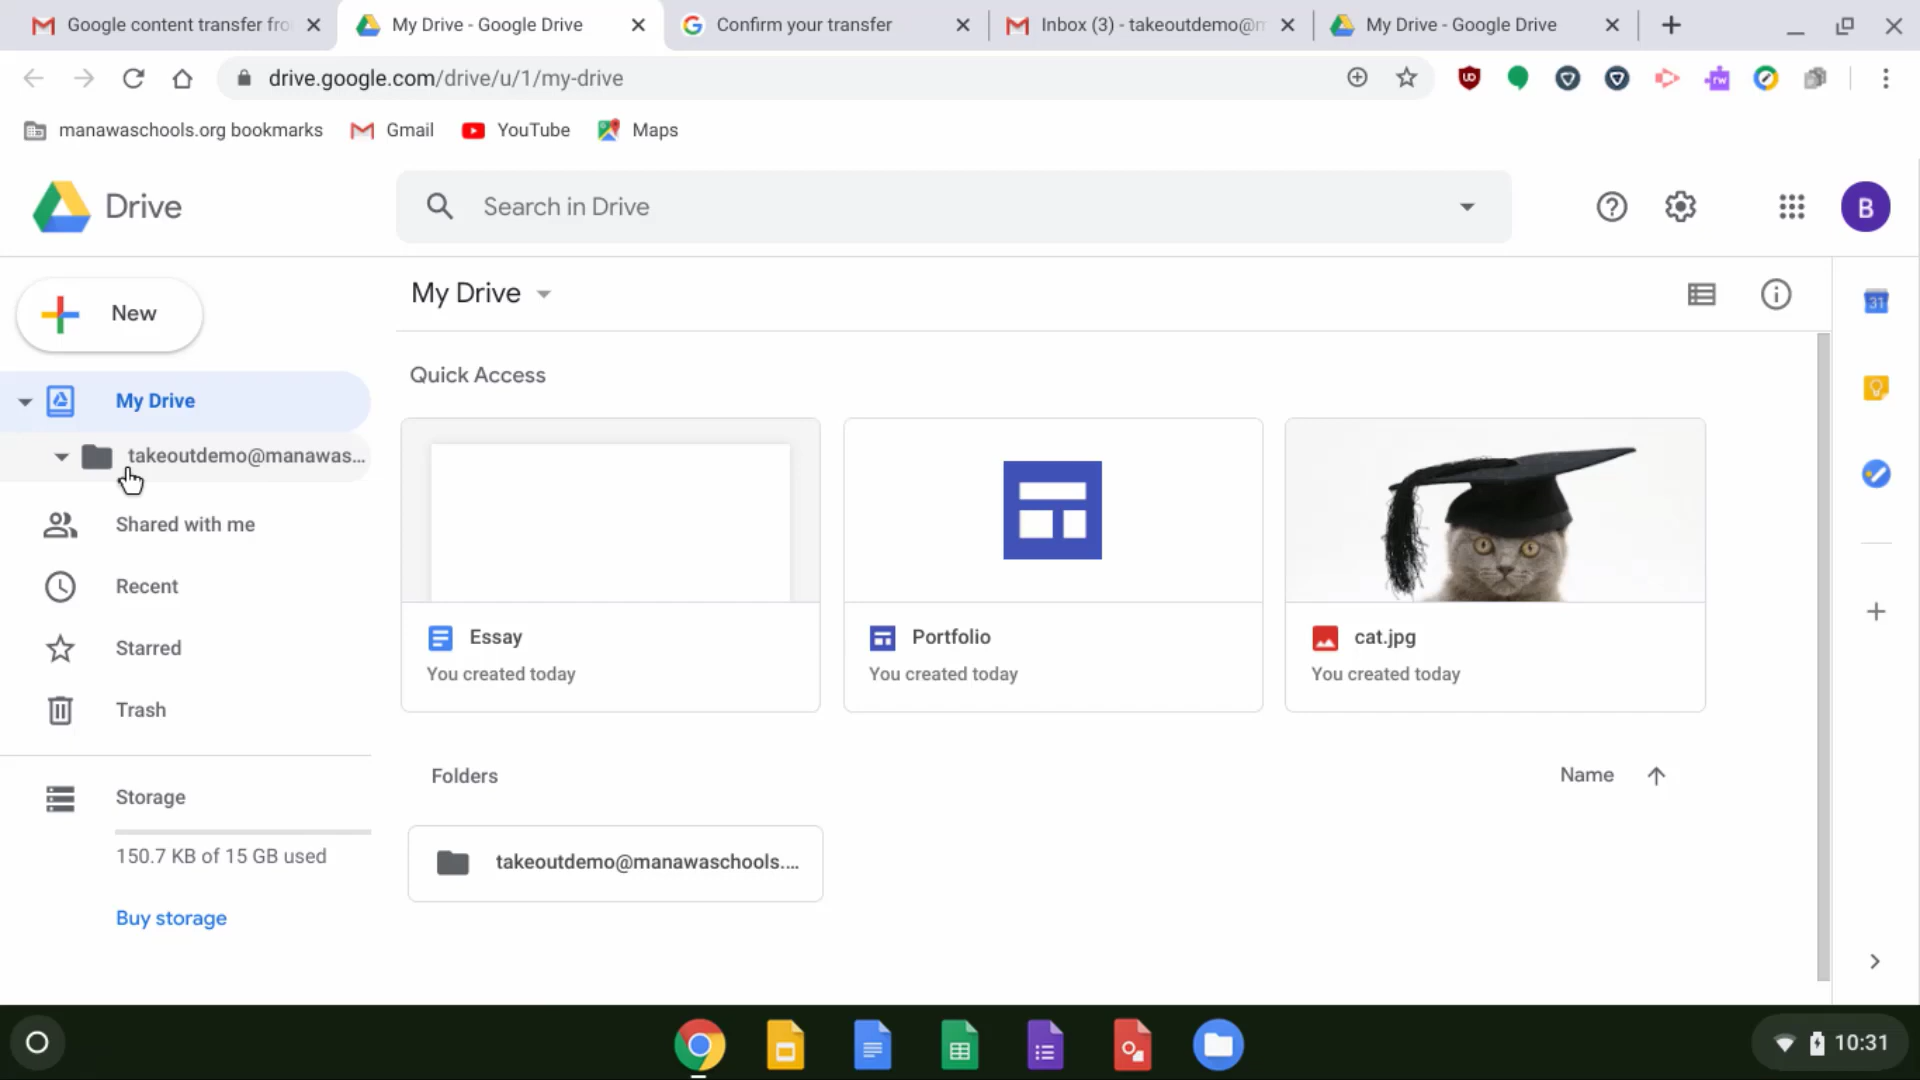 Google content transfer fro
My Drive - Google Drive
Confirm your transfer
Inbox (3) - takeoutdemo@m
My Drive - Google Drive
drive.google.com/drive/u/1/my-drive
manawaschools.org bookmarks
Gmail
YouTube
Maps
Drive
Search in Drive
B
New
My Drive
31
Quick Access
My Drive
takeoutdemo@manawas...
Shared with me
Recent
Starred
Trash
Essay
You created today
Portfolio
You created today
cat.jpg
You created today
Folders
Name
Storage
150.7 KB of 15 GB used
Buy storage
takeoutdemo@manawaschools....
10:31